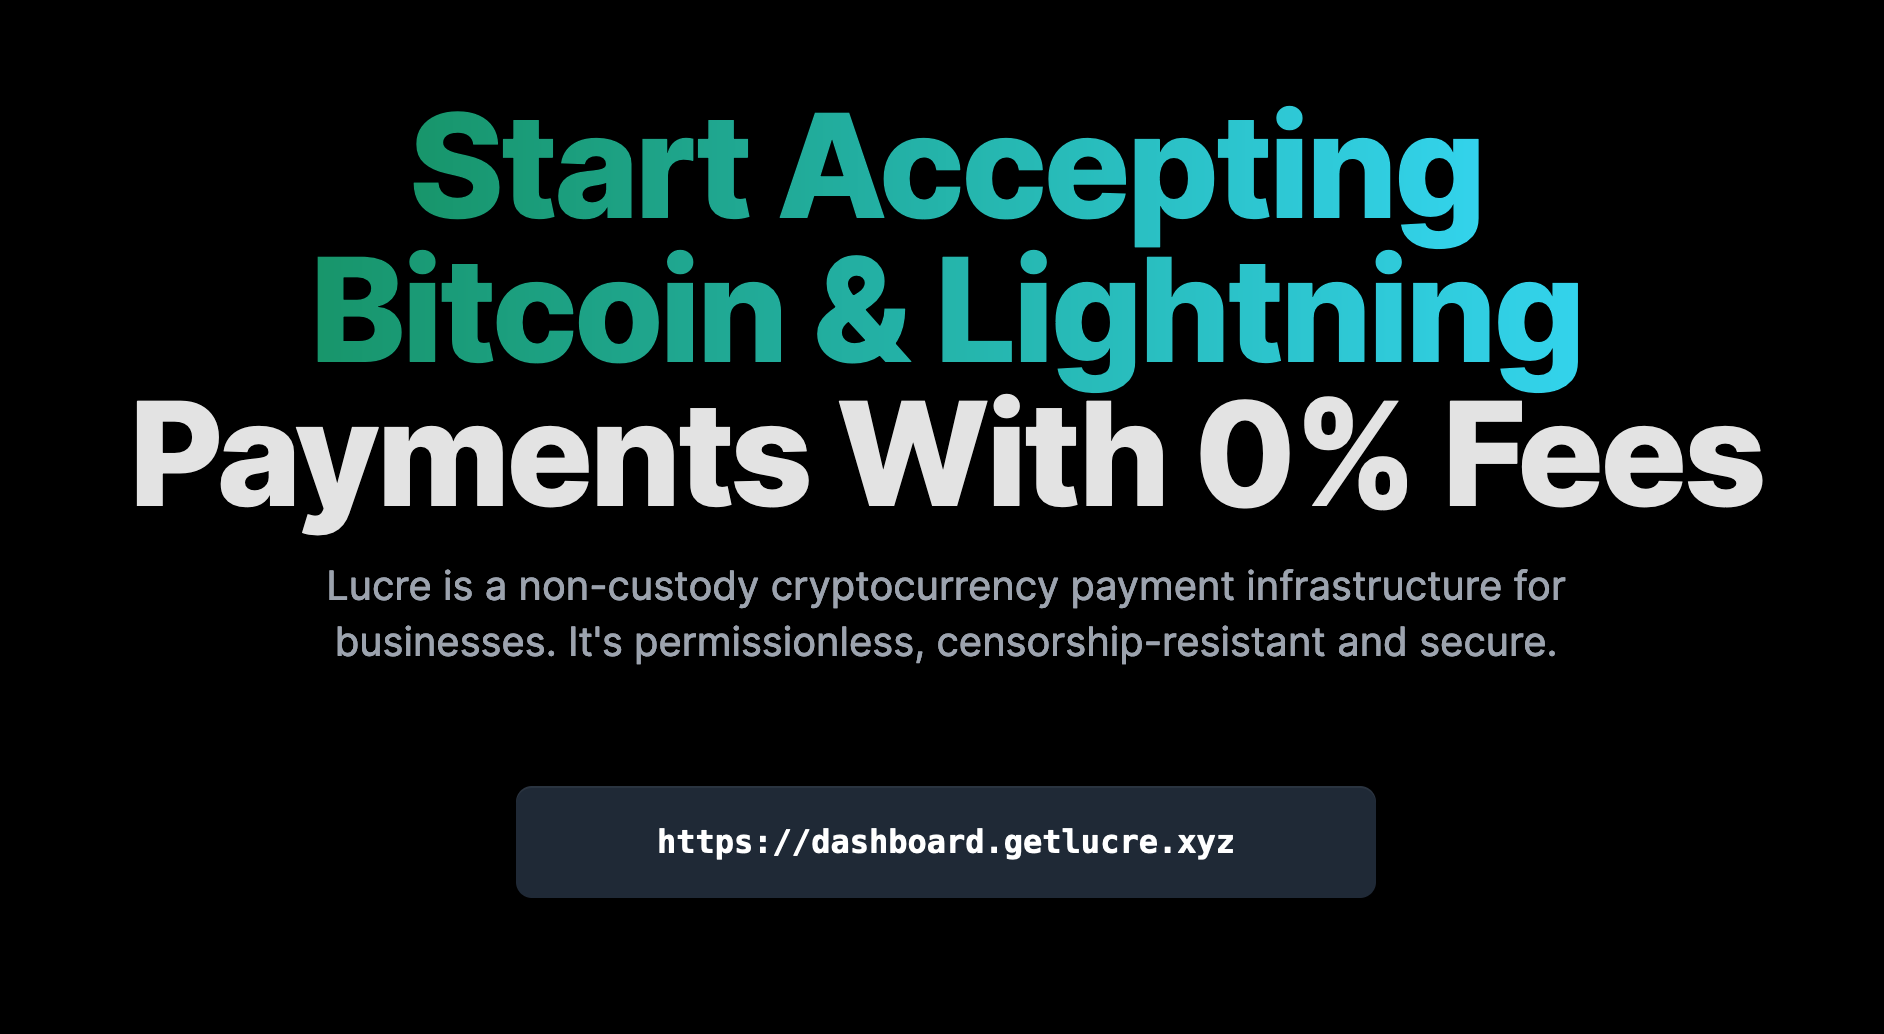 Start Accepting
Bitcoin & Lightning
Payments With 0% Fees
Lucre is a non-custody cryptocurrency payment infrastructure for
businesses. It's permissionless, censorship-resistant and secure.
https://dashboard.getlucre.xyz